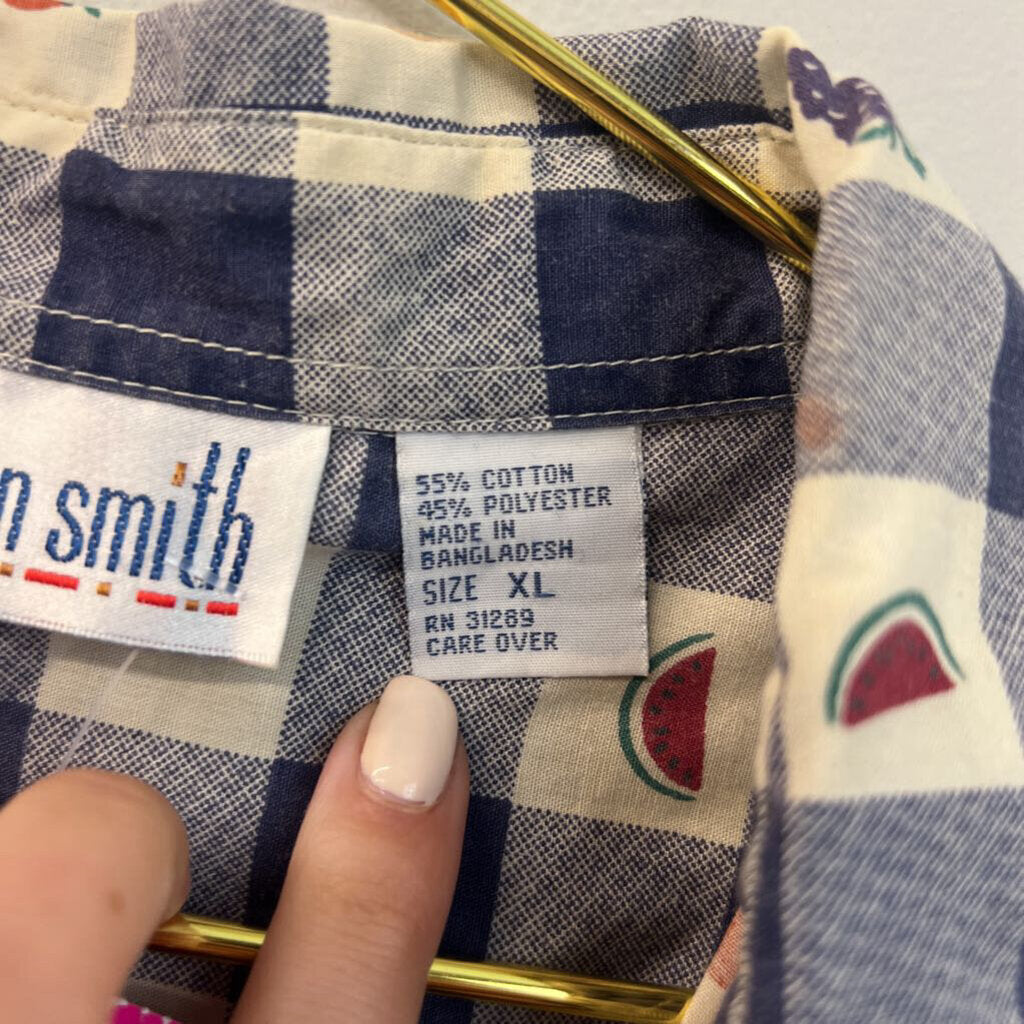 n smith
55% COTTON
45% POLYESTER
MADE IN
BANGLADESH
SIZE XL
RN 31289
CARE OVER